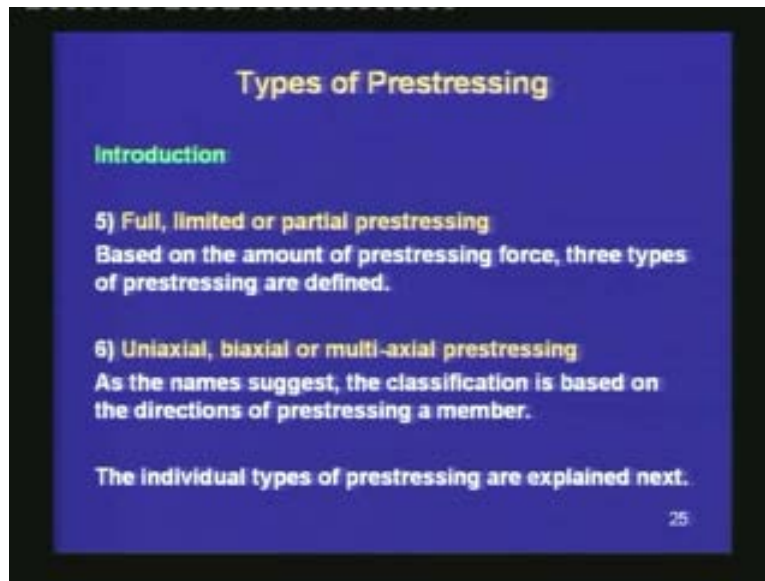 Types of Prestressing
Introduction
5) Full, limited or partial prestressing
Based on the amount of prestressing force, three types
of prestressing are defined.
6) Uniaxial, biaxial or multi-axial prestressing
As the names suggest, the classification is based on
the directions of prestressing a member.
The individual types of prestressing are explained next.
25